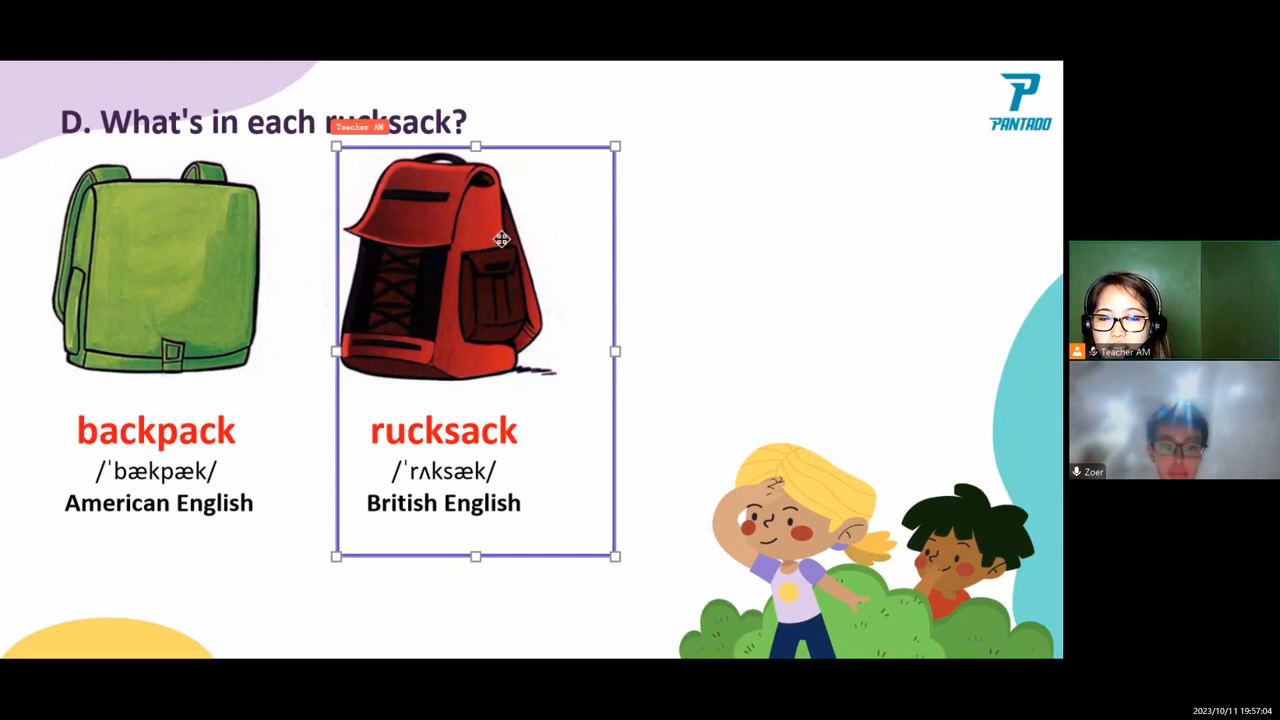 D. What's in each rucksack?
Teacher AM
PANTADO
backpack
/ˈbækpæk/
American English
rucksack
/ˈrʌksæk/
British English
Teacher AM
Zoer
2023/10/11 19:57:04